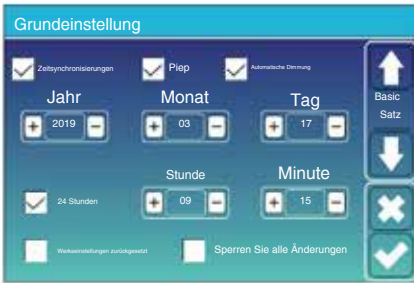 Grundeinstellung
Zeitsynchronisierungen Piep Automatische Dimmung
Jahr Monat Tag
Basic
Satz
+ 2019 - + 03 - + 17 -
Stunde Minute
24 Stunden + 09 - + 15 -
Werkseinstellungen zurückgesetzt Sperren Sie alle Änderungen